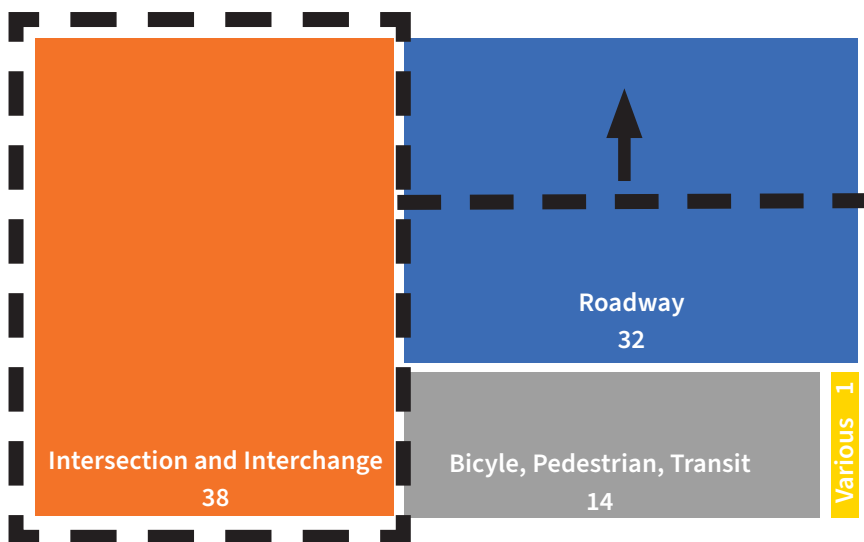 Roadway
32
Intersection and Interchange
38
Bicyle, Pedestrian, Transit
14
Various 1